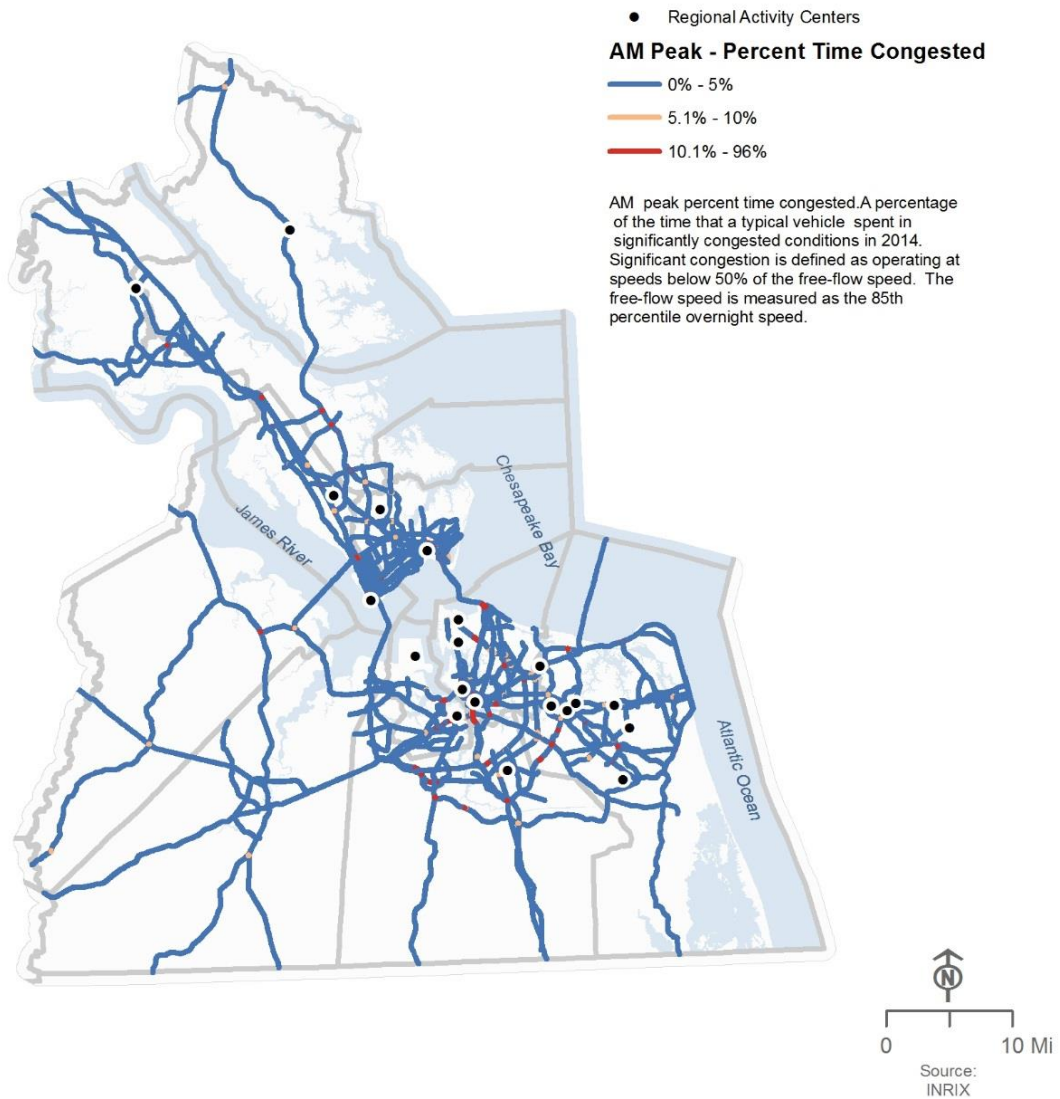 Regional Activity Centers
AM Peak - Percent Time Congested
0% - 5%
5.1% - 10%
10.1% - 96%
AM peak percent time congested.A percentage
of the time that a typical vehicle spent in
significantly congested conditions in 2014.
Significant congestion is defined as operating at
speeds below 50% of the free-flow speed. The
free-flow speed is measured as the 85th
percentile overnight speed.
Chesapeake Bay
James River
Atlantic Ocean
N
0 10 Mi
Source:
INRIX